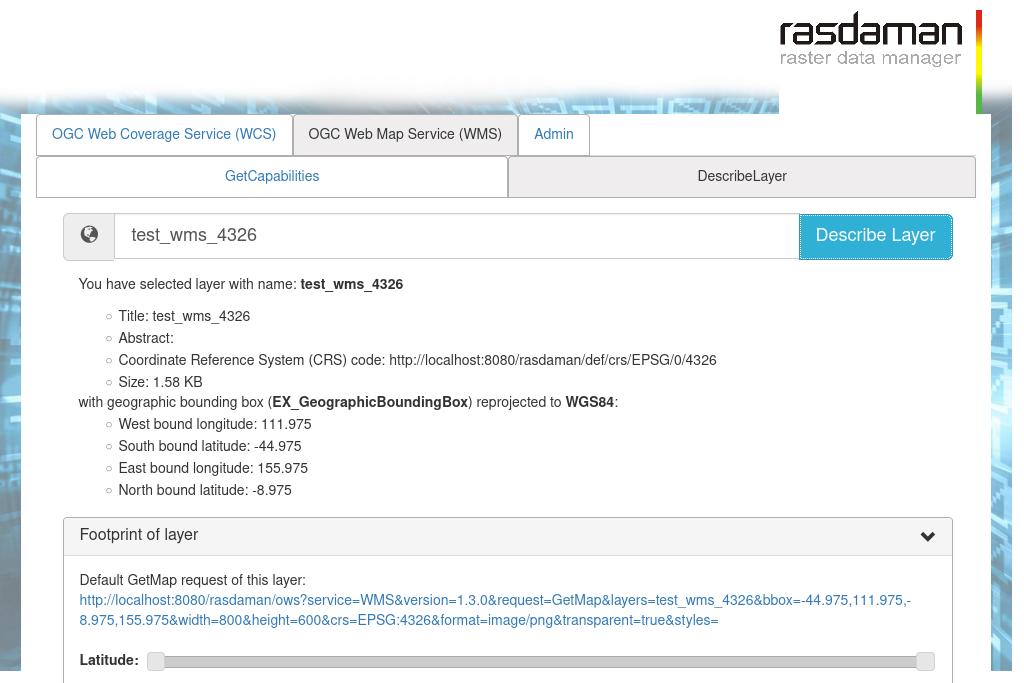 rasdaman
raster data manager
OGC Web Coverage Service (WCS)
OGC Web Map Service (WMS)
Admin
GetCapabilities
DescribeLayer
test_wms_4326
Describe Layer
You have selected layer with name: test_wms_4326
Title: test_wms_4326
Abstract:
Coordinate Reference System (CRS) code: http://localhost:8080/rasdaman/def/crs/EPSG/0/4326
Size: 1.58 KB
with geographic bounding box (EX_GeographicBoundingBox) reprojected to WGS84:
West bound longitude: 111.975
South bound latitude: -44.975
East bound longitude: 155.975
North bound latitude: -8.975
Footprint of layer
Default GetMap request of this layer:
http://localhost:8080/rasdaman/ows?service=WMS&version=1.3.0&request=GetMap&layers=test_wms_4326&bbox=-44.975,111.975,-
8.975,155.975&width=800&height=600&crs=EPSG:4326&format=image/png&transparent=true&styles=
Latitude: